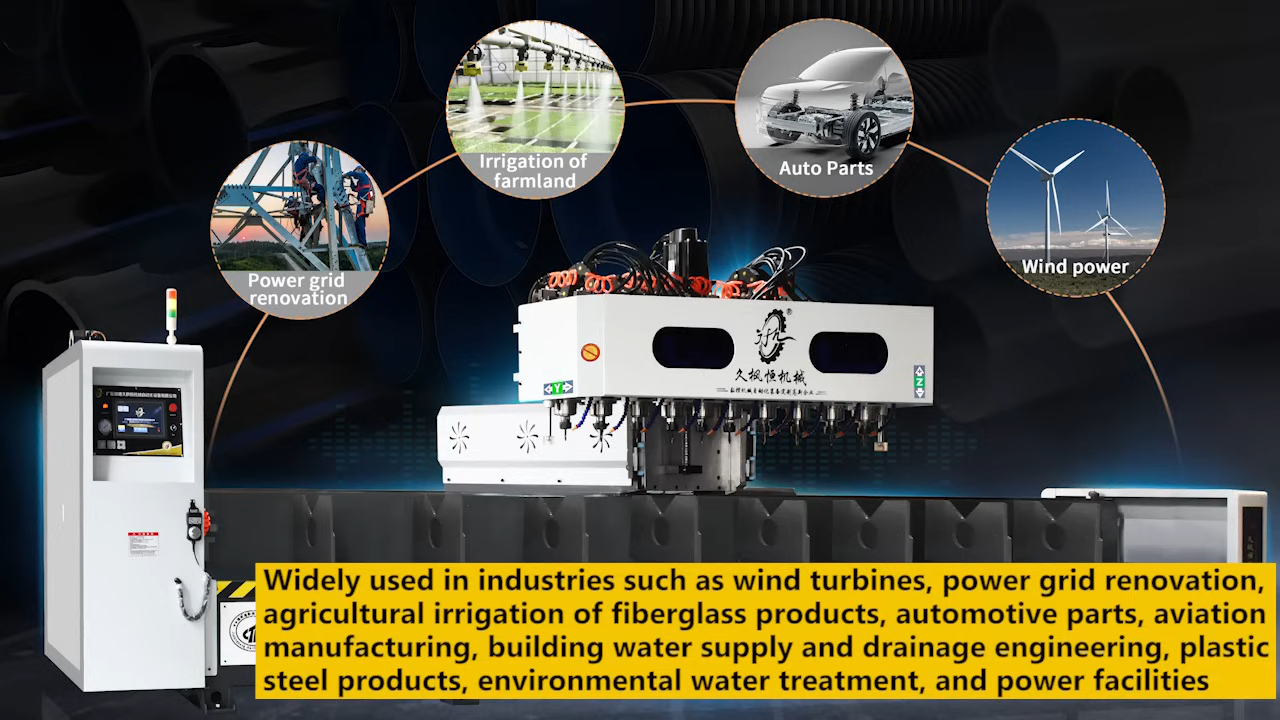 Irrigation of
farmland
Auto Parts
Wind power
Power grid
renovation
久枫恒机械
Y
Z
Widely used in industries such as wind turbines, power grid renovation,
agricultural irrigation of fiberglass products, automotive parts, aviation
manufacturing, building water supply and drainage engineering, plastic
steel products, environmental water treatment, and power facilities